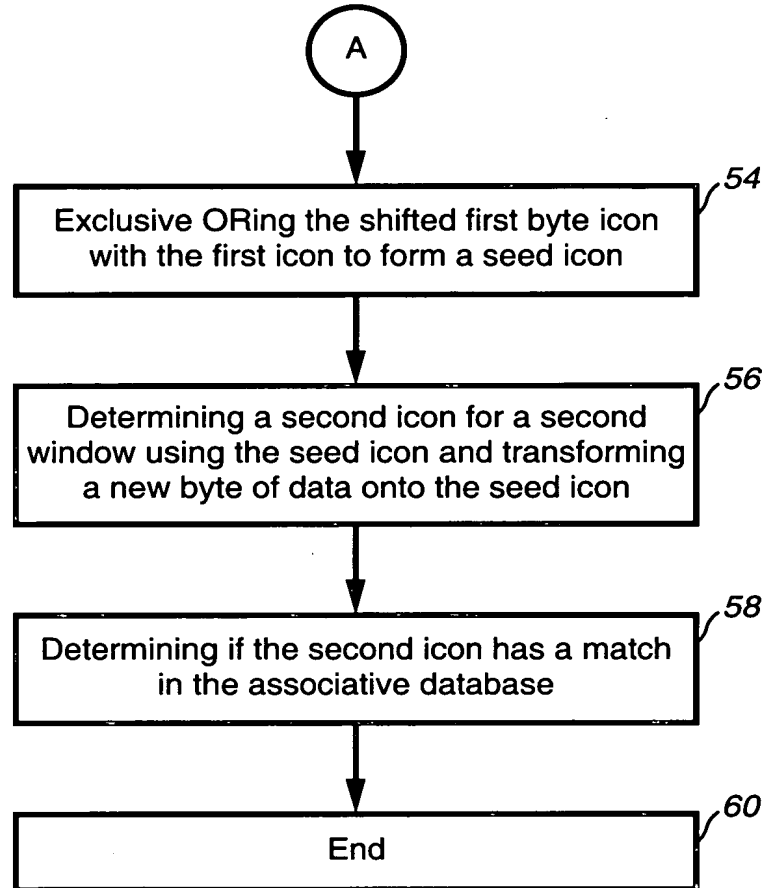 A
54
Exclusive ORing the shifted first byte icon
with the first icon to form a seed icon
56
Determining a second icon for a second
window using the seed icon and transforming
a new byte of data onto the seed icon
58
Determining if the second icon has a match
in the associative database
60
End